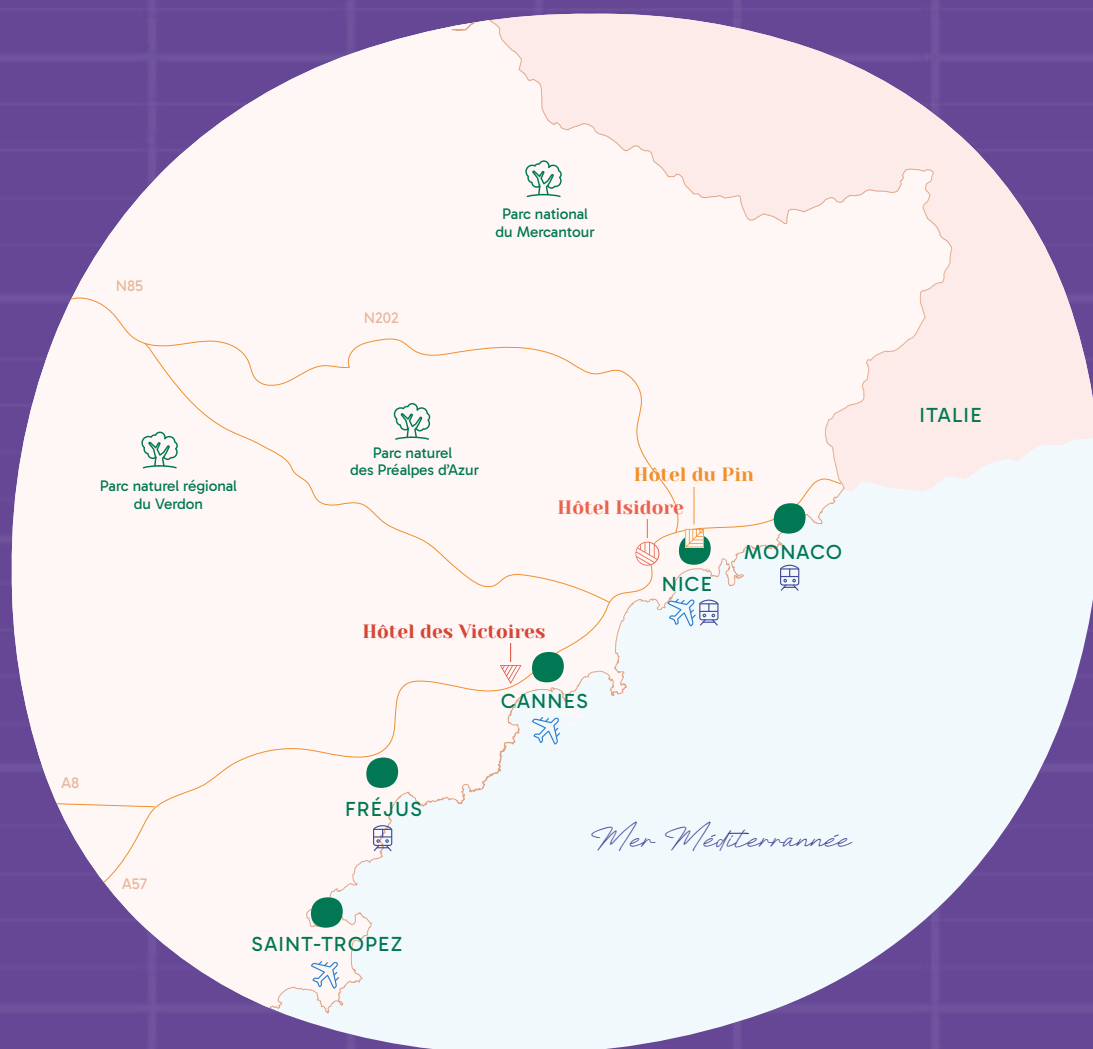 Parc national
du Mercantour
N85
N202
ITALIE
Parc naturel
des Préalpes d'Azur
Parc naturel régional
du Verdon
Hôtel du Pin
Hôtel Isidore
MONACO
NICE
Hôtel des Victoires
CANNES
A8
FRÉJUS
Mer Méditerrannée
A57
SAINT-TROPEZ